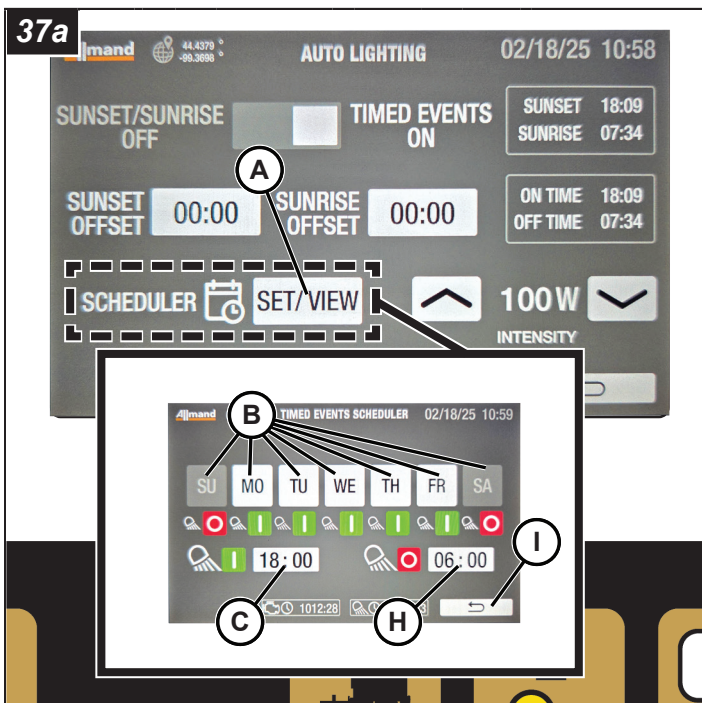 37a
Allmand 44.4379 ° -99.3698 ° AUTO LIGHTING 02/18/25 10:58
SUNSET/SUNRISE OFF
TIMED EVENTS ON
SUNSET 18:09
SUNRISE 07:34
A
SUNSET OFFSET 00:00
SUNRISE OFFSET 00:00
ON TIME 18:09
OFF TIME 07:34
SCHEDULER SET/VIEW
100W
INTENSITY
Allmand TIMED EVENTS SCHEDULER 02/18/25 10:59
B
SU MO TU WE TH FR SA
18:00
06:00
I
1012:28
C
H